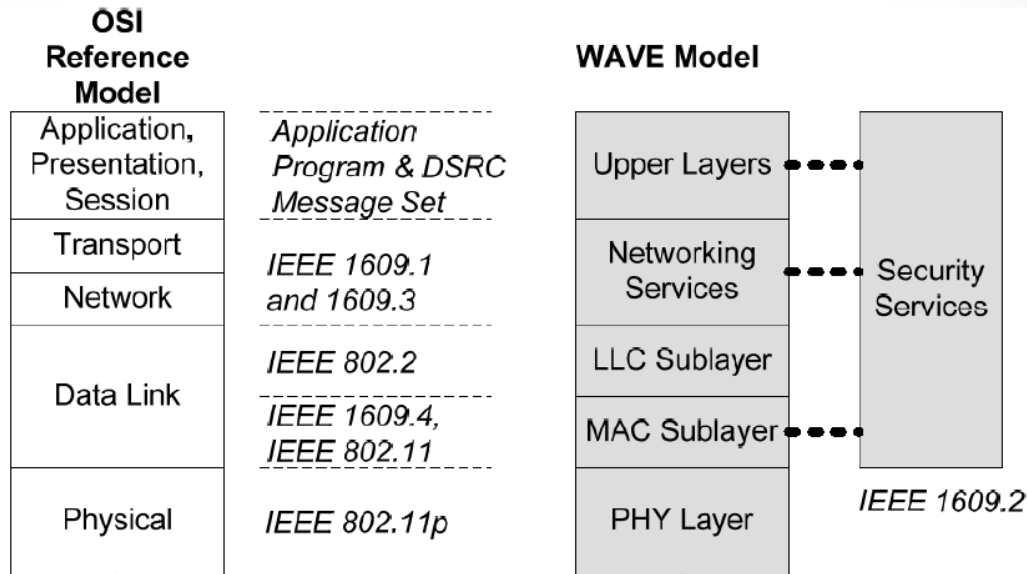 OSI
Reference
Model
Application,
Presentation,
Session
Transport
Network
Data Link
Physical
Application
Program & DSRC
Message Set
IEEE 1609.1
and 1609.3
IEEE 802.2
IEEE 1609.4,
IEEE 802.11
IEEE 802.11p
WAVE Model
Upper Layers
Networking
Services
LLC Sublayer
MAC Sublayer
PHY Layer
Security
Services
IEEE 1609.2